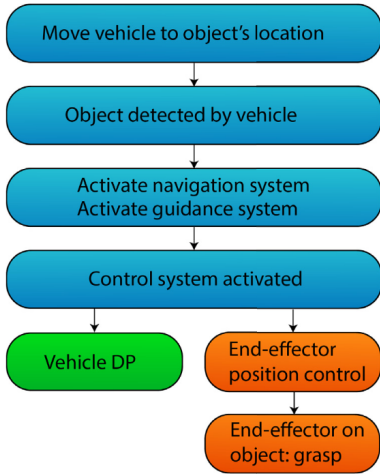 Move vehicle to object's location
Object detected by vehicle
Activate navigation system
Activate guidance system
Control system activated
Vehicle DP
End-effector
position control
End-effector on
object: grasp